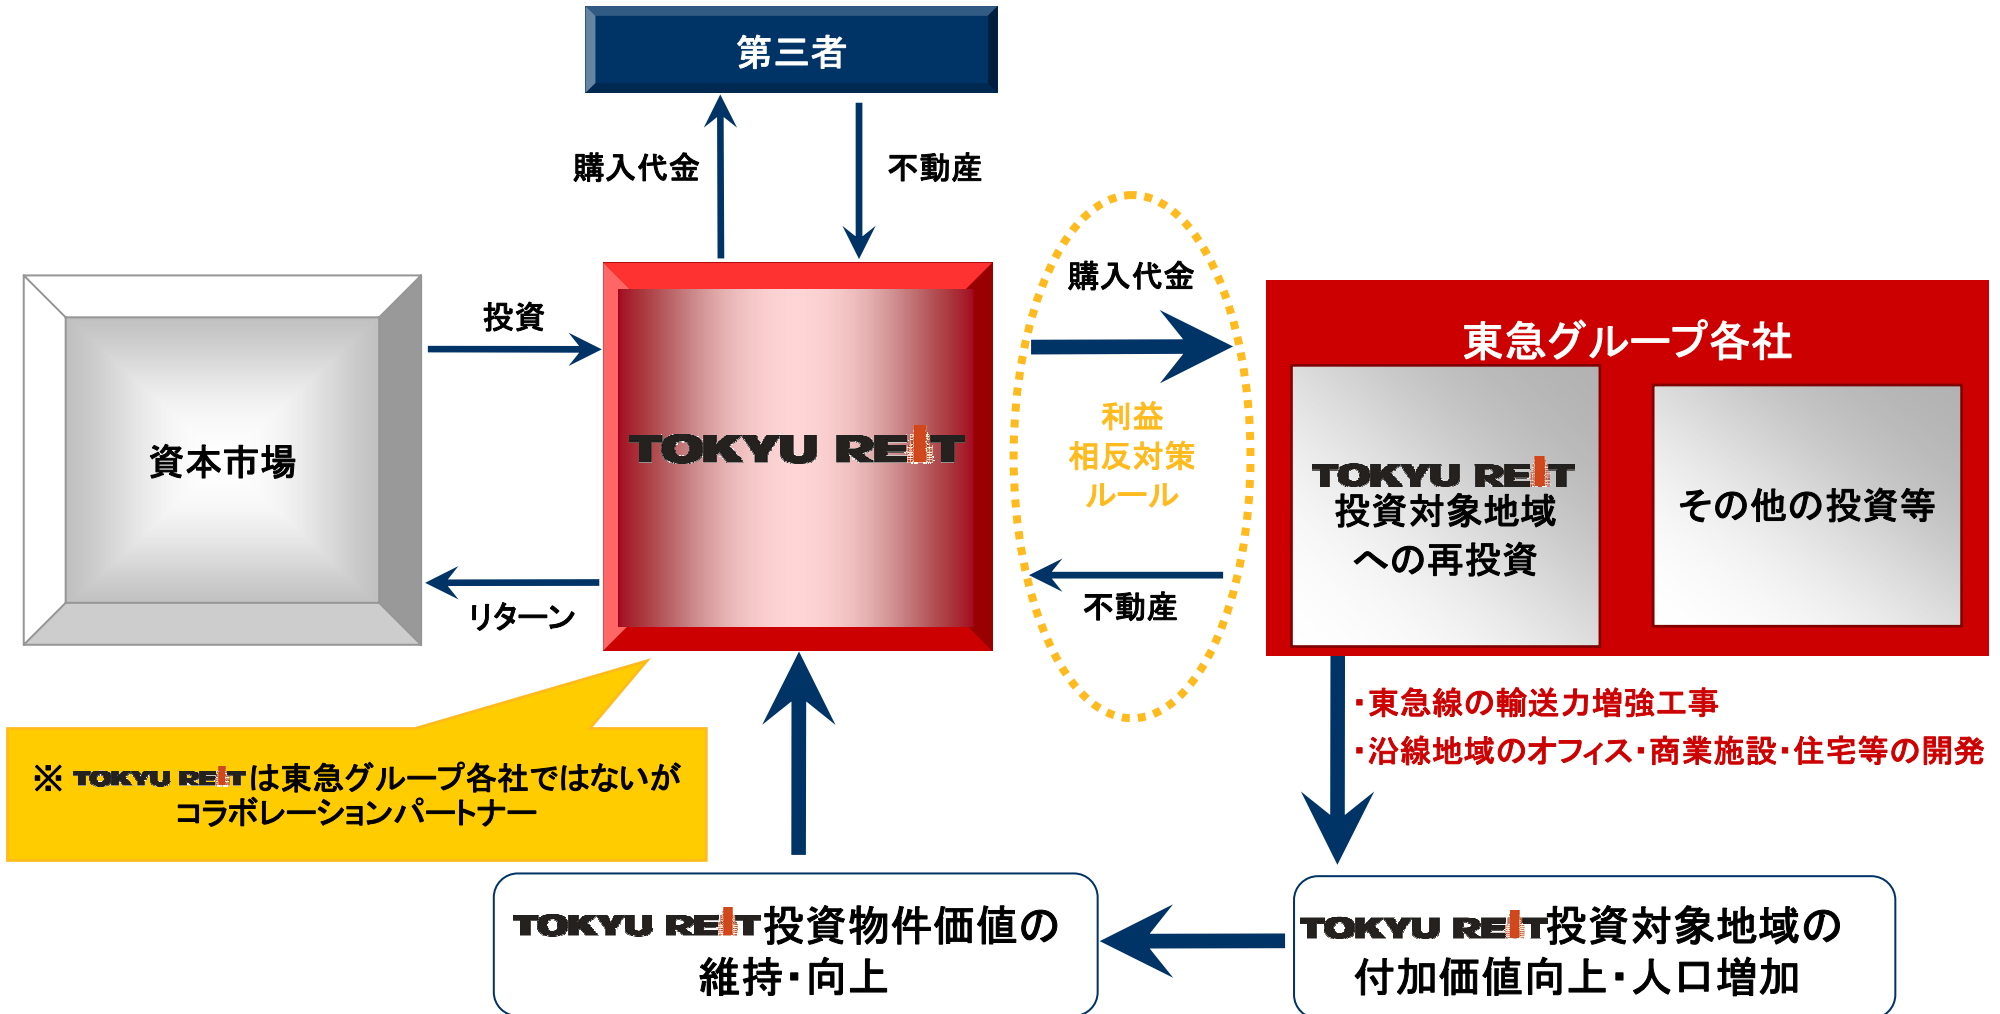 第三者
購入代金
不動産
購入代金
投資
東急グループ各社
TOKYU REIT
利益
相反対策
ルール
資本市場
TOKYU REIT
投資対象地域
への再投資
その他の投資等
不動産
リターン
・東急線の輸送力増強工事
・沿線地域のオフィス・商業施設・住宅等の開発
※ TOKYU REITは東急グループ各社ではないが
コラボレーションパートナー
TOKYU REIT投資物件価値の
維持・向上
TOKYU REIT投資対象地域の
付加価値向上・人口増加